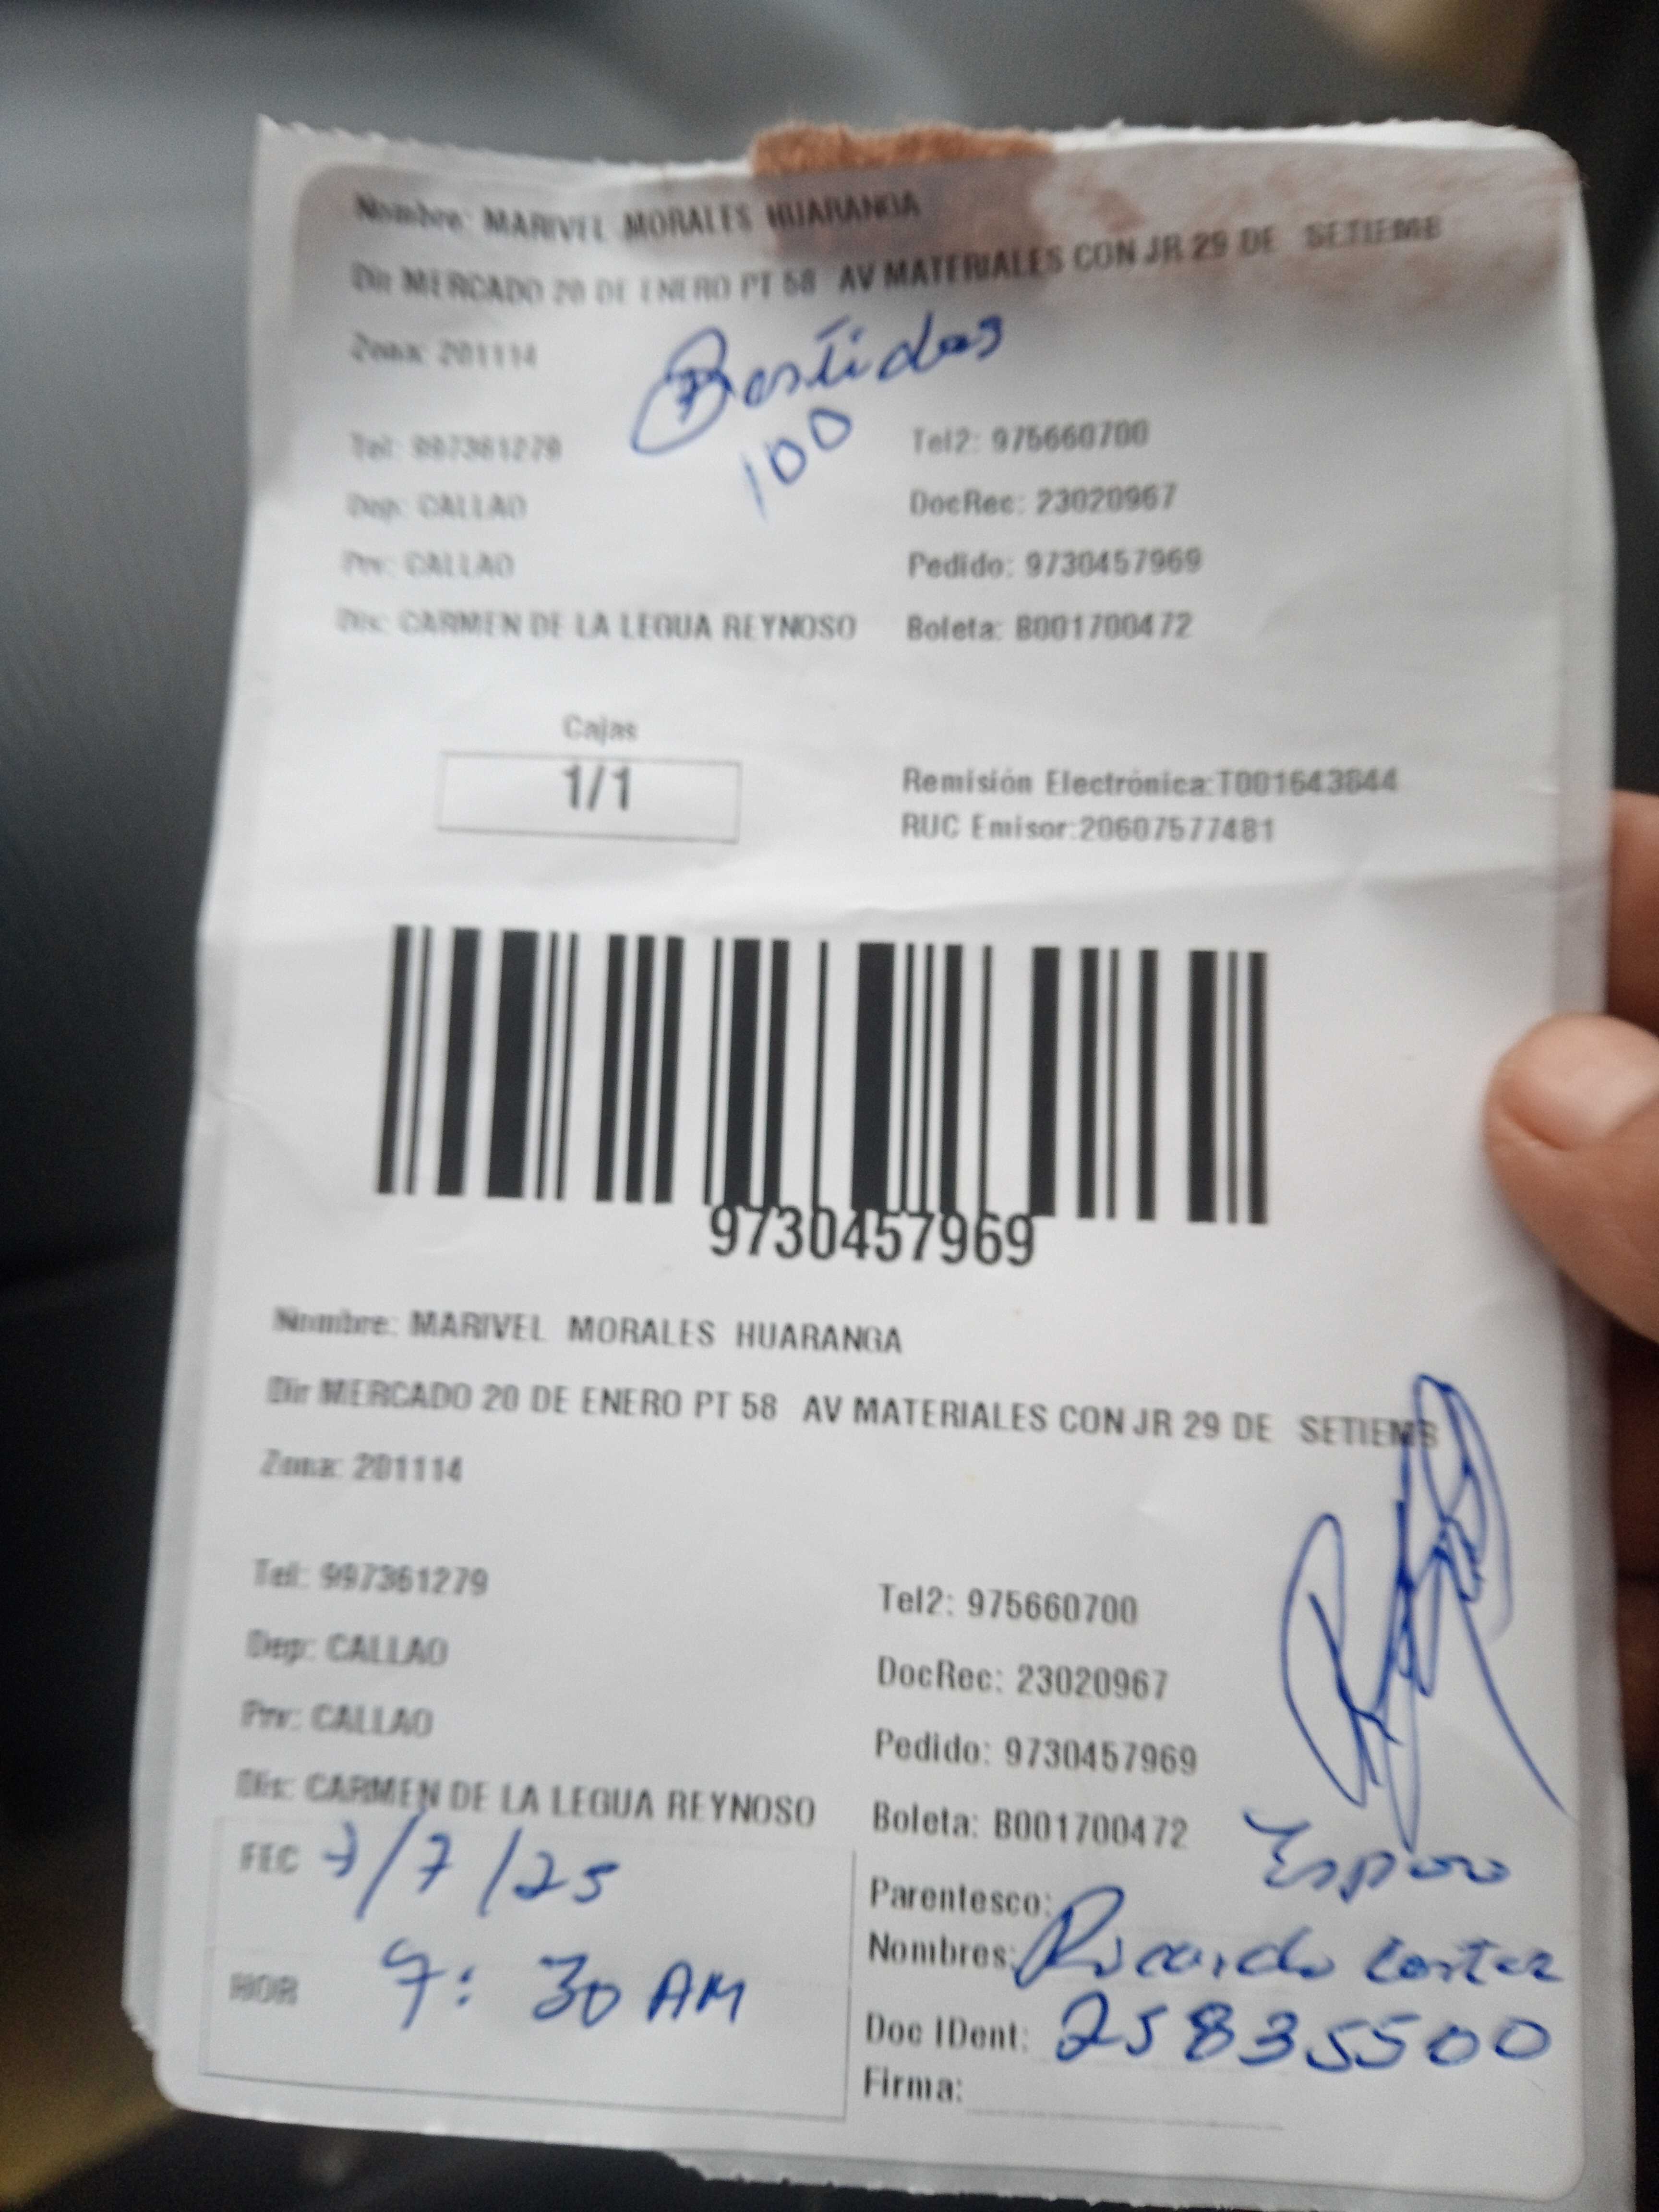 Nombre: MARIVEL MORALES HUARANGA
Dir MERCADO 20 DE ENERO PT 58 AV MATERIALES CON JR 29 DE SETIEMB
Zona: 201114
Bastidas
100
Tel: 997361279 Tel2: 975660700
Dep: CALLAO DocRec: 23020967
Prv: CALLAO Pedido: 9730457969
Dis: CARMEN DE LA LEGUA REYNOSO Boleta: B001700472
Cajas
1/1
Remisión Electrónica:T001643844
RUC Emisor:20607577481
9730457969
Nombre: MARIVEL MORALES HUARANGA
Dir MERCADO 20 DE ENERO PT 58 AV MATERIALES CON JR 29 DE SETIEMB
Zona: 201114
Tel: 997361279 Tel2: 975660700
Dep: CALLAO DocRec: 23020967
Prv: CALLAO Pedido: 9730457969
Dis: CARMEN DE LA LEGUA REYNOSO Boleta: B001700472
FEC 7/7/25
HOR 9:30 AM
Parentesco: Esposo
Nombres: Ricardo
Doc IDent: 25835500
Firma: